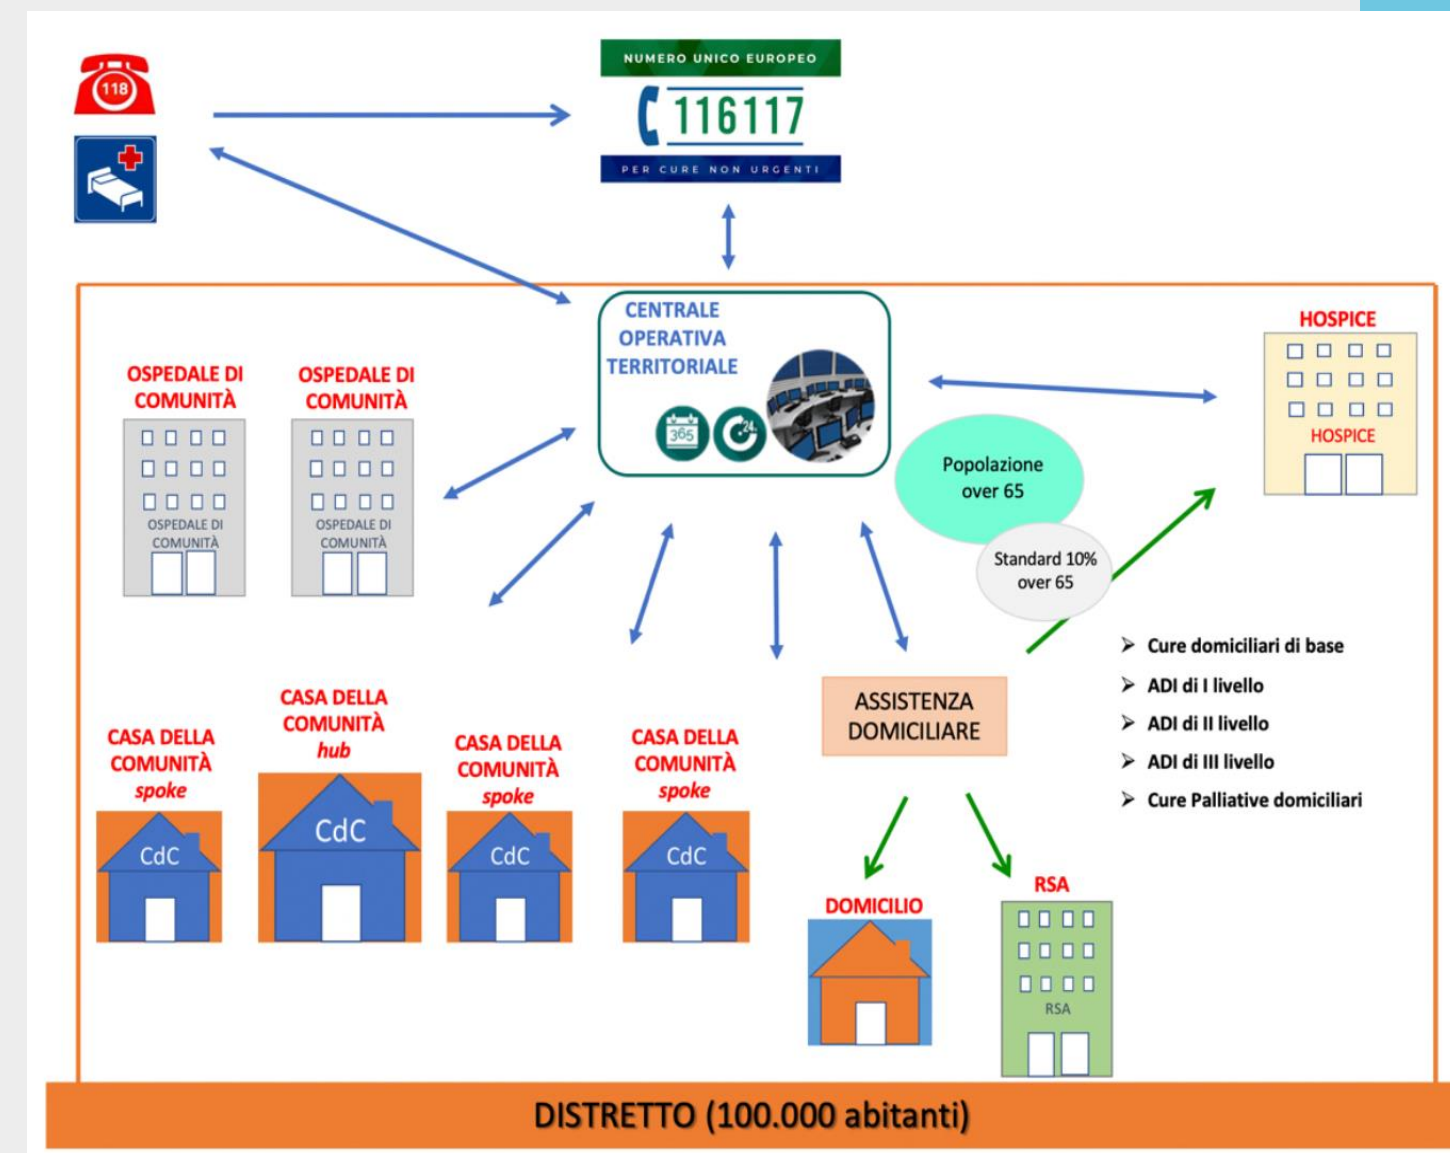 118
NUMERO UNICO EUROPEO
116117
PER CURE NON URGENTI
CENTRALE
OPERATIVA
TERRITORIALE
365
24
HOSPICE
HOSPICE
OSPEDALE DI
COMUNITÀ
OSPEDALE DI
COMUNITÀ
OSPEDALE DI
COMUNITÀ
OSPEDALE DI
COMUNITÀ
Popolazione
over 65
Standard 10%
over 65
CASA DELLA
COMUNITÀ
spoke
CdC
CASA DELLA
COMUNITÀ
hub
CdC
CASA DELLA
COMUNITÀ
spoke
CdC
CASA DELLA
COMUNITÀ
spoke
CdC
ASSISTENZA
DOMICILIARE
➢ Cure domiciliari di base
➢ ADI di I livello
➢ ADI di II livello
➢ ADI di III livello
➢ Cure Palliative domiciliari
DOMICILIO
RSA
RSA
DISTRETTO (100.000 abitanti)